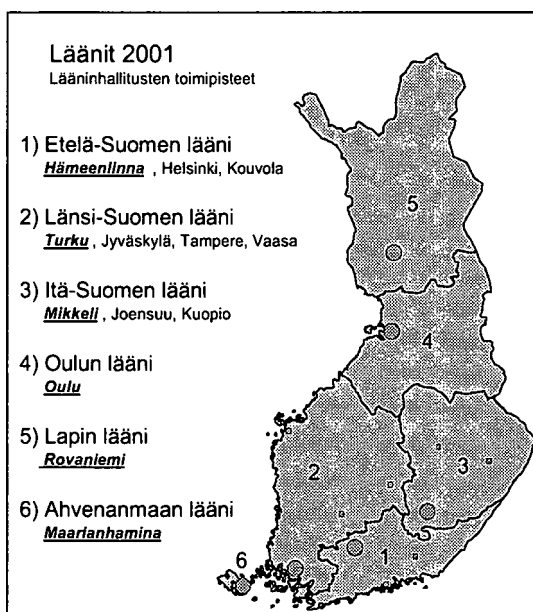 Läänit 2001
Lääninhallitusten toimipisteet
1) Etelä-Suomen lääni
Hämeenlinna , Helsinki, Kouvola
2) Länsi-Suomen lääni
Turku , Jyväskylä, Tampere, Vaasa
3) Itä-Suomen lääni
Mikkeli , Joensuu, Kuopio
4) Oulun lääni
Oulu
5) Lapin lääni
Rovaniemi
6) Ahvenanmaan lääni
Maarianhamina
5
4
2
3
1
6